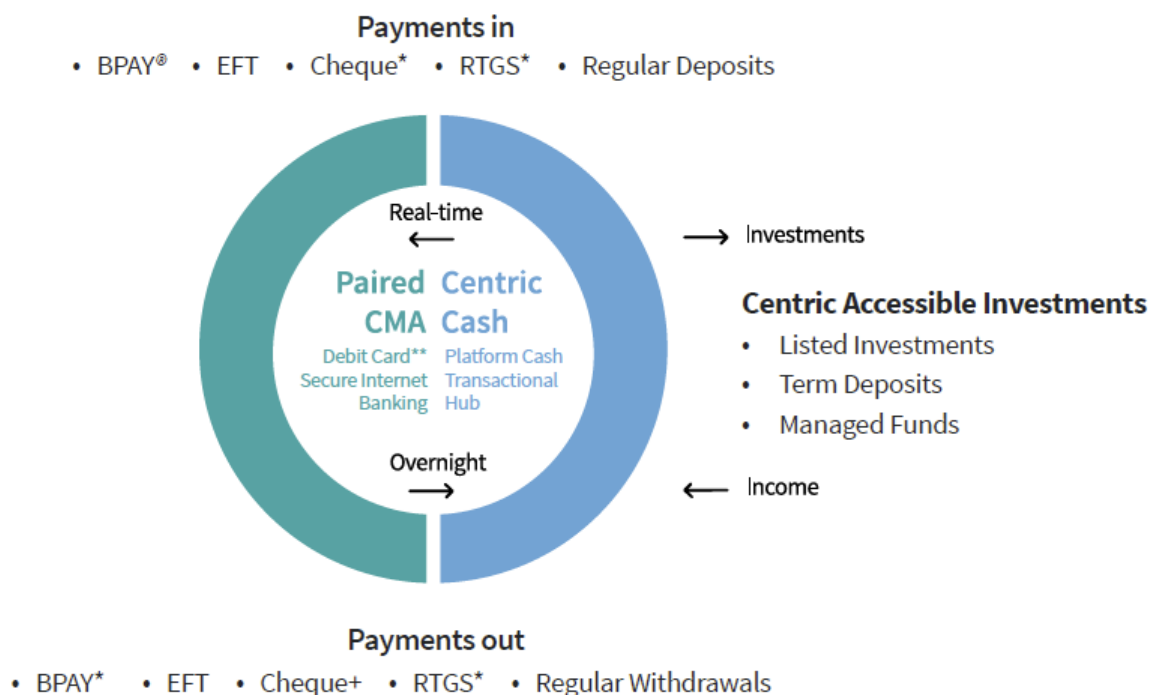 Payments in
• BPAY® • EFT • Cheque* • RTGS* • Regular Deposits
Real-time
Paired Centric
CMA Cash
Debit Card** Platform Cash
Secure Internet Transactional
Banking Hub
Overnight
Investments
Centric Accessible Investments
• Listed Investments
• Term Deposits
• Managed Funds
Income
Payments out
• BPAY* • EFT • Cheque+ • RTGS* • Regular Withdrawals